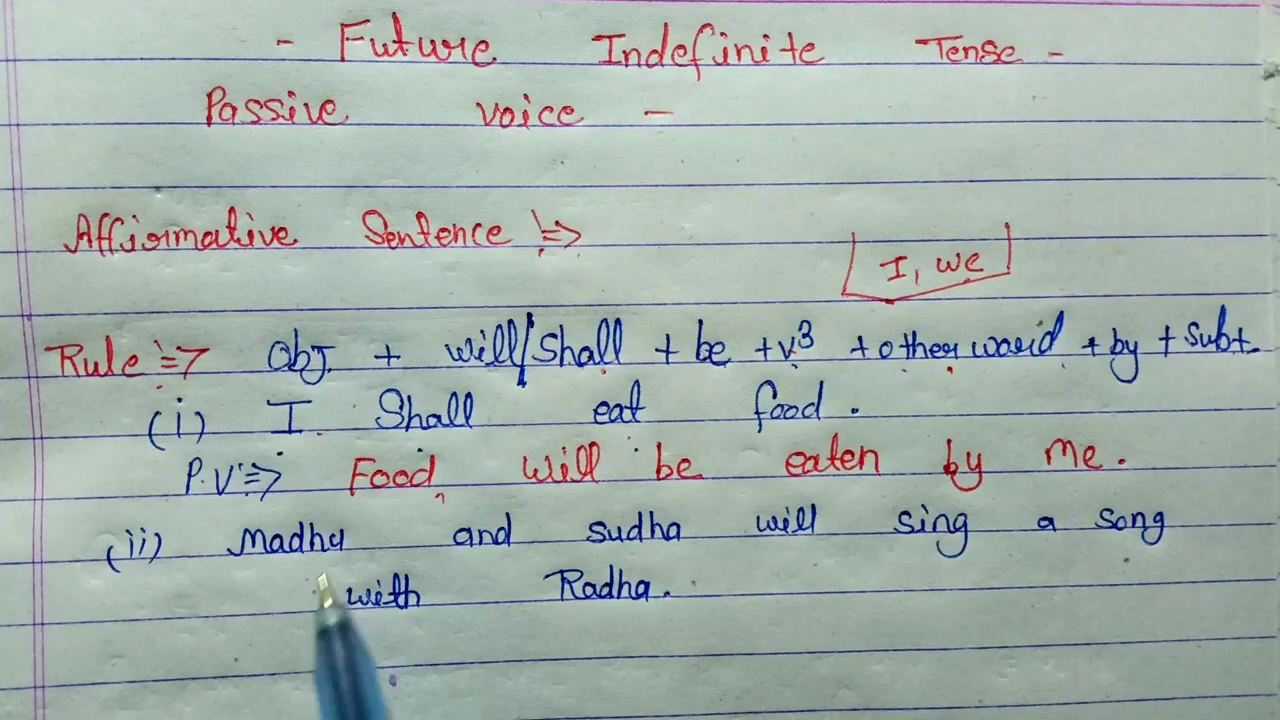 - Future Indefinite Tense -
Passive voice -
Affirmative Sentence ⇒
I, we
Rule ⇒ Obj. + will/Shall + be + v³ + other word + by + subt.
(i) I Shall eat food.
P.V ⇒ Food will be eaten by me.
(ii) Madhu and sudha will sing a song
with Radha.